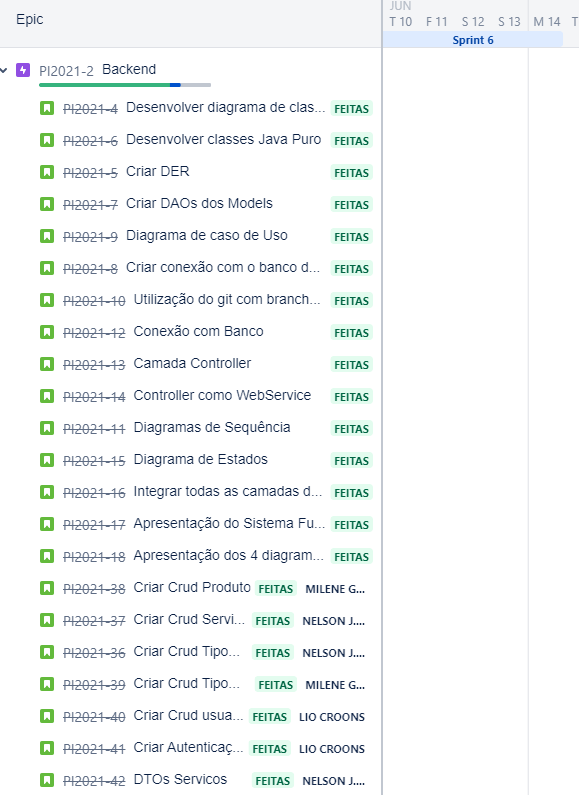 JUN
Epic
T 10 F 11 S 12 S 13 M 14 T
Sprint 6
PI2021-2 Backend
PI2021-4 Desenvolver diagrama de clas... FEITAS
PI2021-6 Desenvolver classes Java Puro FEITAS
PI2021-5 Criar DER FEITAS
PI2021-7 Criar DAOs dos Models FEITAS
PI2021-9 Diagrama de caso de Uso FEITAS
PI2021-8 Criar conexão com o banco d... FEITAS
PI2021-10 Utilização do git com branch... FEITAS
PI2021-12 Conexão com Banco FEITAS
PI2021-13 Camada Controller FEITAS
PI2021-14 Controller como WebService FEITAS
PI2021-11 Diagramas de Sequência FEITAS
PI2021-15 Diagrama de Estados FEITAS
PI2021-16 Integrar todas as camadas d... FEITAS
PI2021-17 Apresentação do Sistema Fu... FEITAS
PI2021-18 Apresentação dos 4 diagram... FEITAS
PI2021-38 Criar Crud Produto FEITAS MILENE G...
PI2021-37 Criar Crud Servi... FEITAS NELSON J....
PI2021-36 Criar Crud Tipo... FEITAS NELSON J....
PI2021-39 Criar Crud Tipo... FEITAS MILENE G...
PI2021-40 Criar Crud usua... FEITAS LIO CROONS
PI2021-41 Criar Autenticaç... FEITAS LIO CROONS
PI2021-42 DTOs Servicos FEITAS NELSON J....